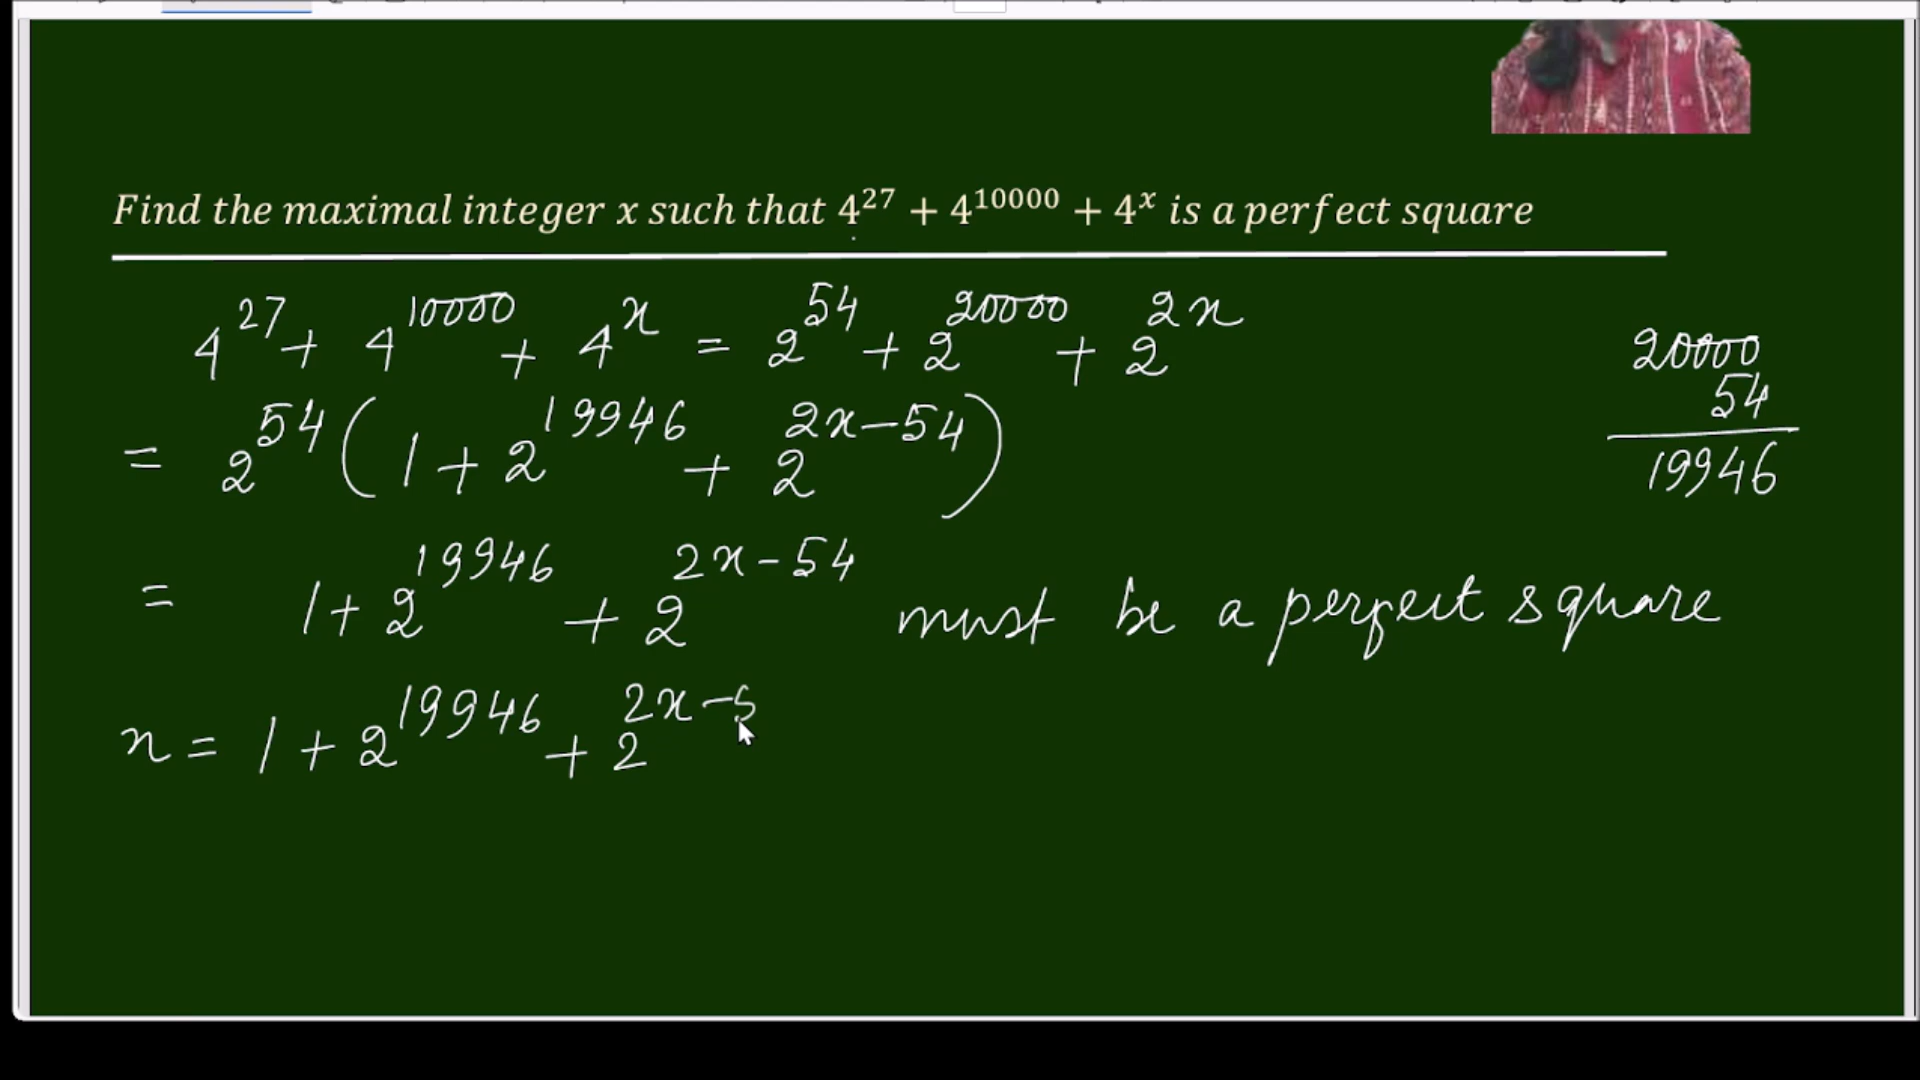 Find the maximal integer x such that 4^27 + 4^10000 + 4^x is a perfect square
4^27 + 4^10000 + 4^x = 2^54 + 2^20000 + 2^2x
20000
54
19946
= 2^54 ( 1 + 2^19946 + 2^2x-54 )
= 1 + 2^19946 + 2^2x-54 must be a perfect square
n = 1 + 2^19946 + 2^2x-5